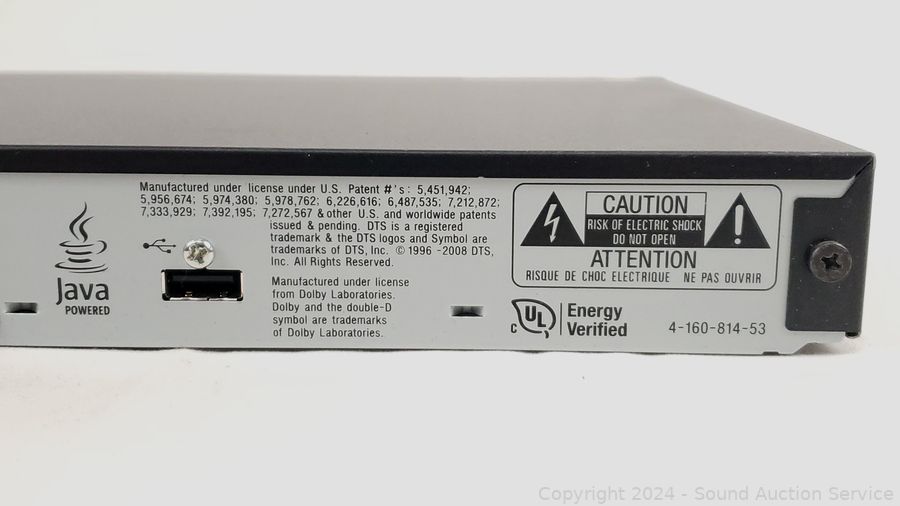 Manufactured under license under U.S. Patent #'s: 5,451,942;
5,956,674; 5,974,380; 5,978,762; 6,226,616; 6,487,535; 7,212,872;
7,333,929; 7,392,195; 7,272,567 & other U.S. and worldwide patents
issued & pending. DTS is a registered
trademark & the DTS logos and Symbol are
trademarks of DTS, Inc. © 1996 -2008 DTS,
Inc. All Rights Reserved.
Manufactured under license
from Dolby Laboratories.
Dolby and the double-D
symbol are trademarks
of Dolby Laboratories.
Java
POWERED
CAUTION
RISK OF ELECTRIC SHOCK
DO NOT OPEN
ATTENTION
RISQUE DE CHOC ELECTRIQUE NE PAS OUVRIR
C UL
Energy
Verified
4-160-814-53
Copyright 2024 - Sound Auction Service